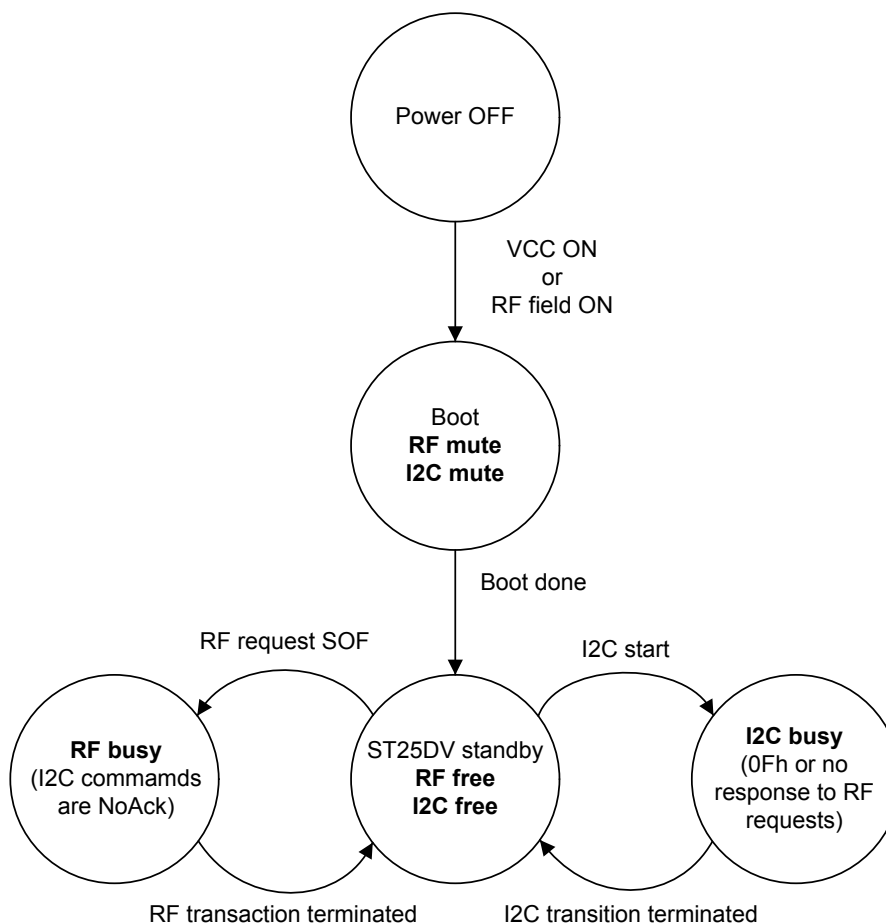 Power OFF
VCC ON
or
RF field ON
Boot
RF mute
I2C mute
Boot done
RF request SOF
I2C start
RF busy
(I2C commamds
are NoAck)
ST25DV standby
RF free
I2C free
I2C busy
(0Fh or no
response to RF
requests)
RF transaction terminated
I2C transition terminated